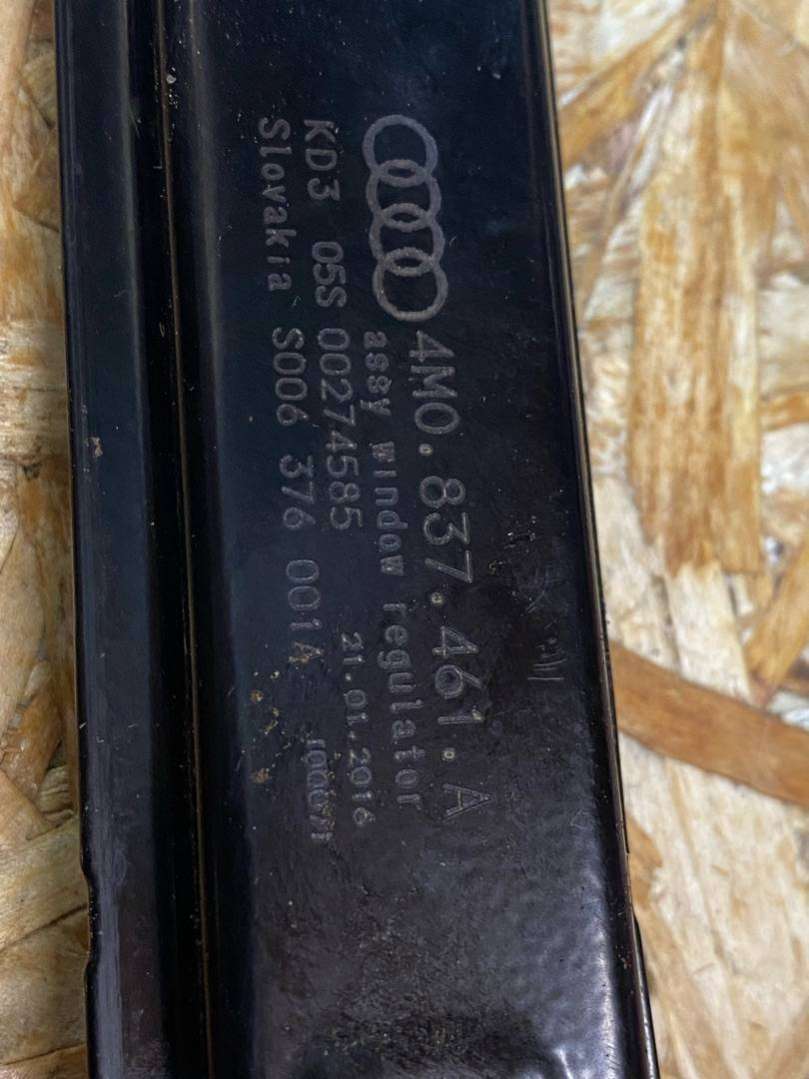 4M0.837.461.A
assy window regulator
KD3 05S 00274585 21.01.2016
Slovakia S006 376 001A